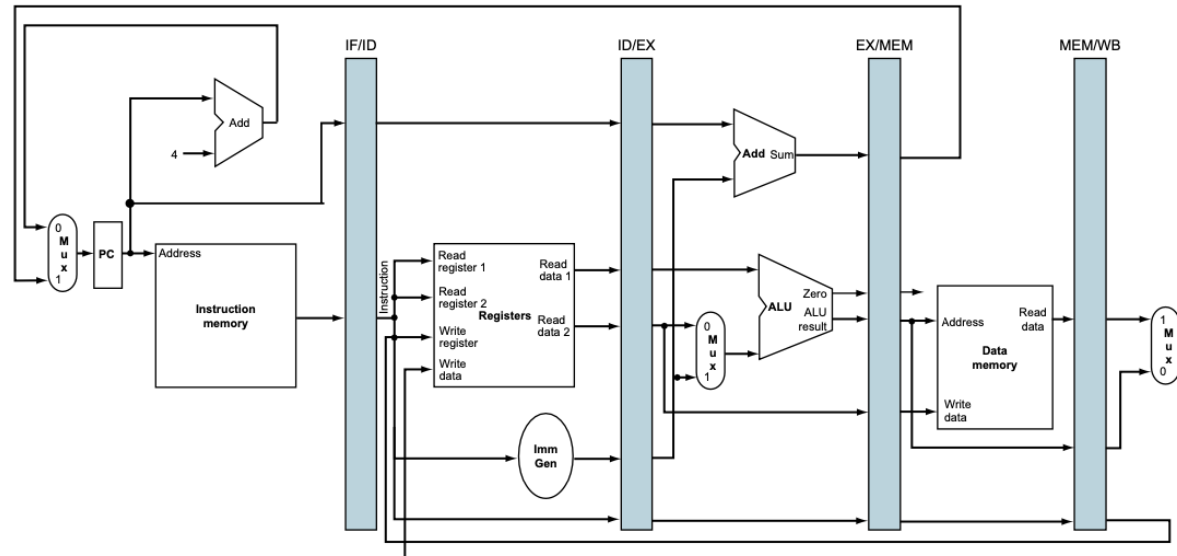 IF/ID
ID/EX
EX/MEM
MEM/WB
Add
4
Add Sum
0
M
u
x
1
PC
Address
Instruction
memory
Instruction
Read
register 1
Read
register 2
Registers
Write
register
Write
data
Read
data 1
Read
data 2
Imm
Gen
0
M
u
x
1
Zero
ALU
ALU
result
Address
Read
data
Data
memory
Write
data
1
M
u
x
0